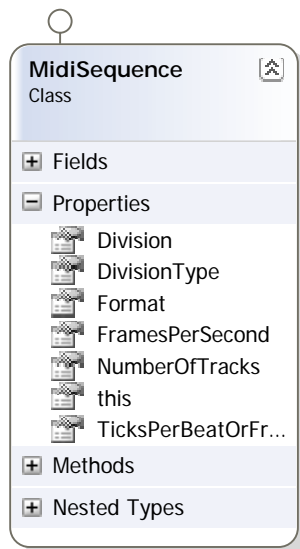 MidiSequence
Class
Fields
Properties
Division
DivisionType
Format
FramesPerSecond
NumberOfTracks
this
TicksPerBeatOrFr...
Methods
Nested Types